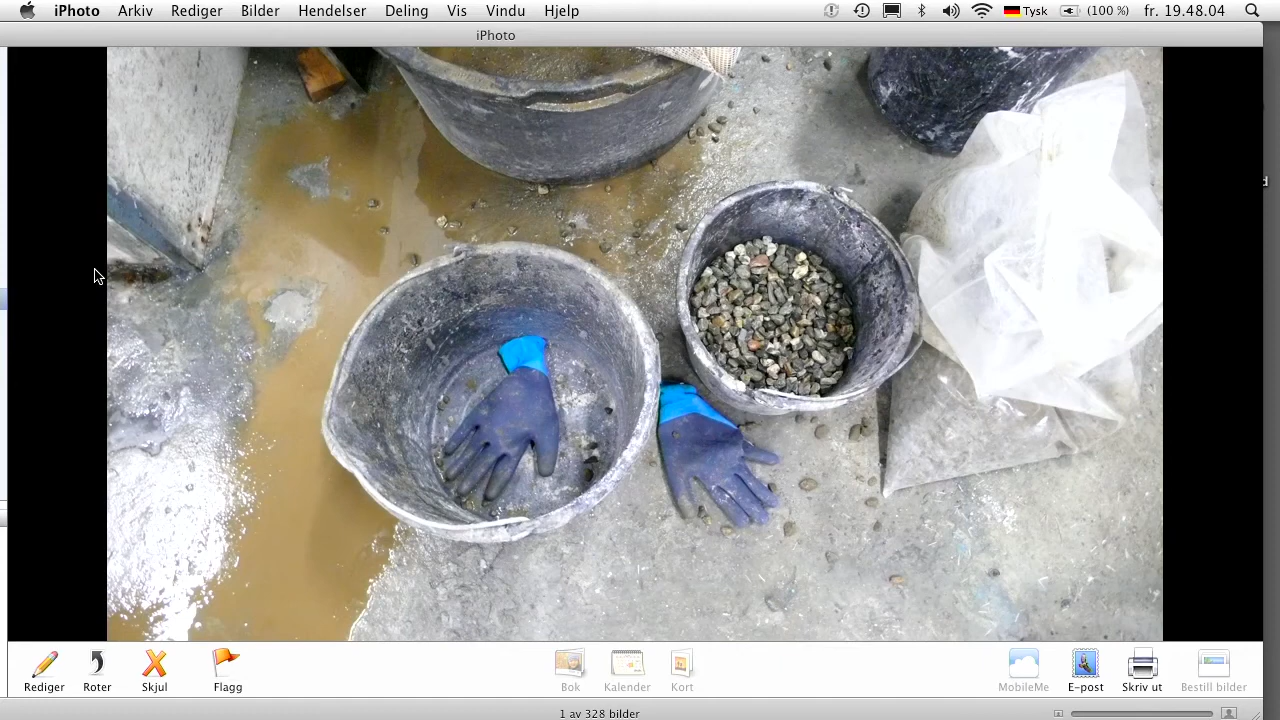 iPhoto Arkiv Rediger Bilder Hendelser Deling Vis Vindu Hjelp Tysk (100 %) fr. 19.48.04
iPhoto
d
Rediger Roter Skjul Flagg Bok Kalender Kort MobileMe E-post Skriv ut Bestill bilder
1 av 328 bilder